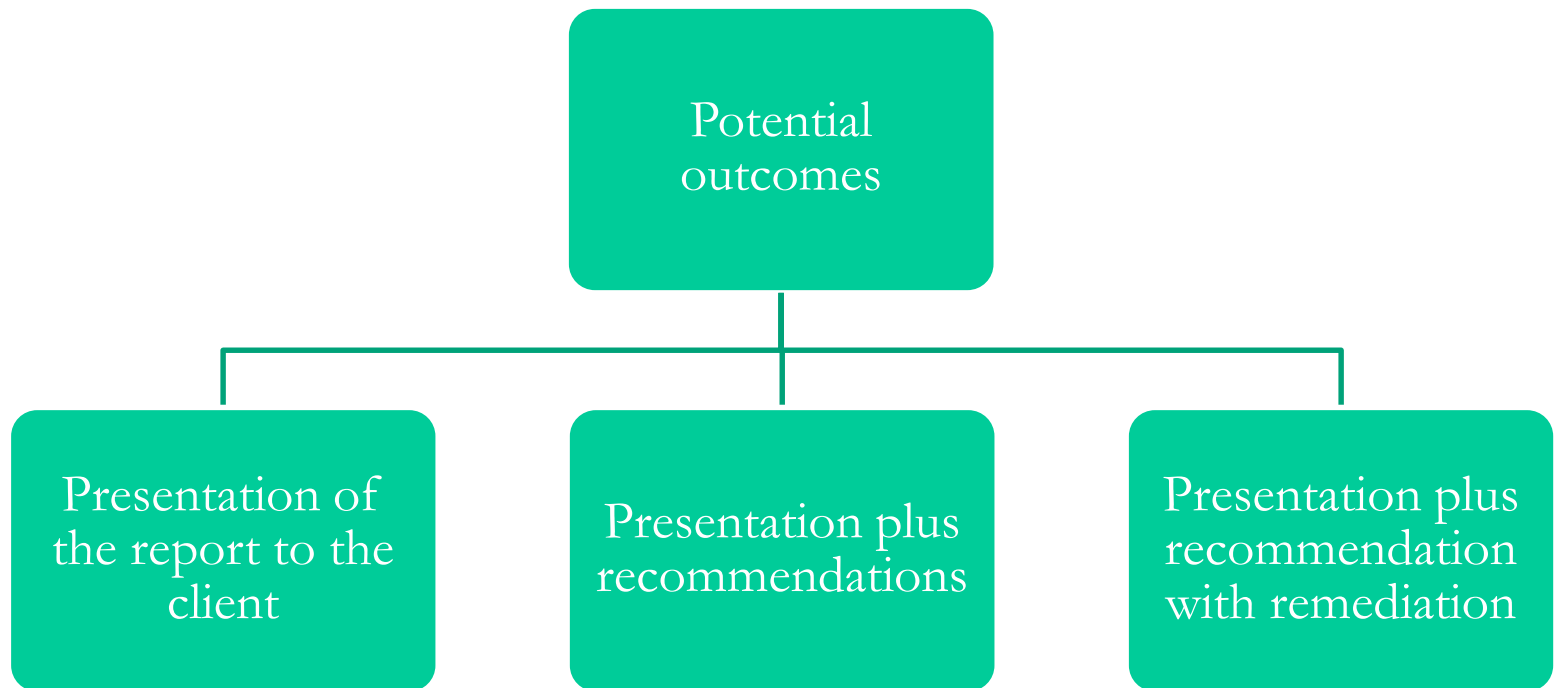 Potential
outcomes
Presentation of
the report to the
client
Presentation plus
recommendations
Presentation plus
recommendation
with remediation